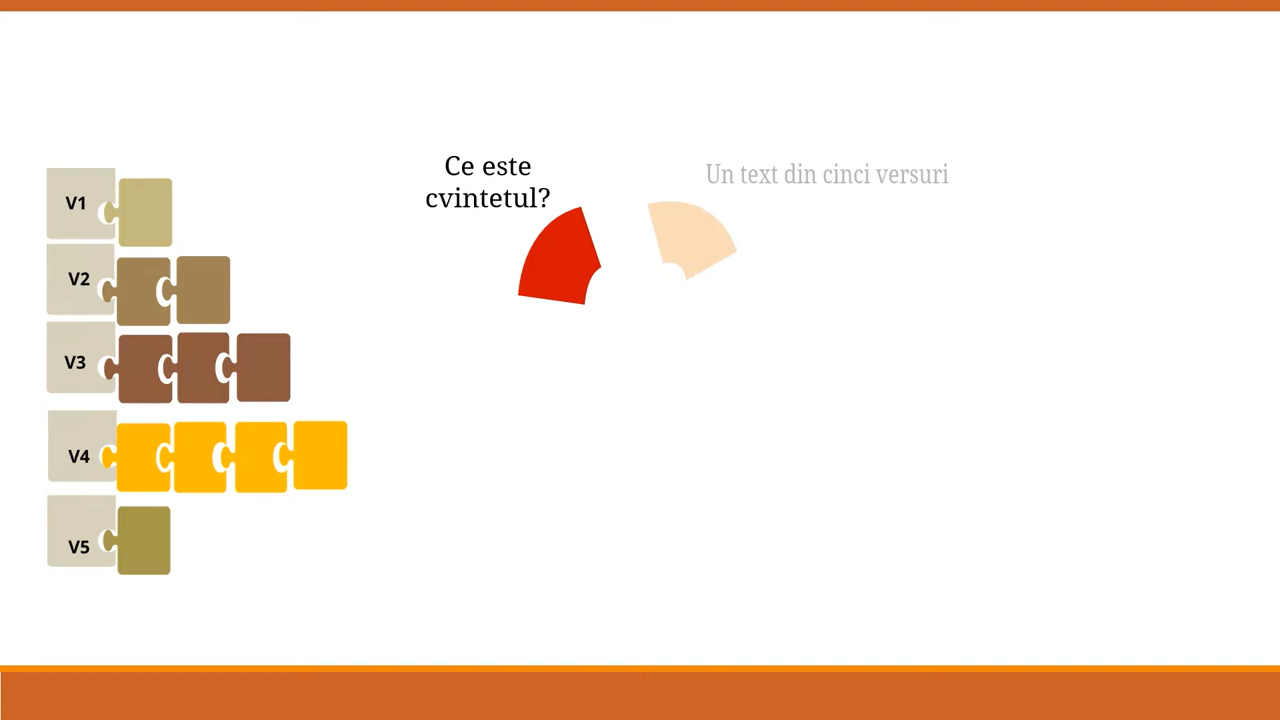 Ce este
cvintetul?
Un text din cinci versuri
V1
V2
V3
V4
V5